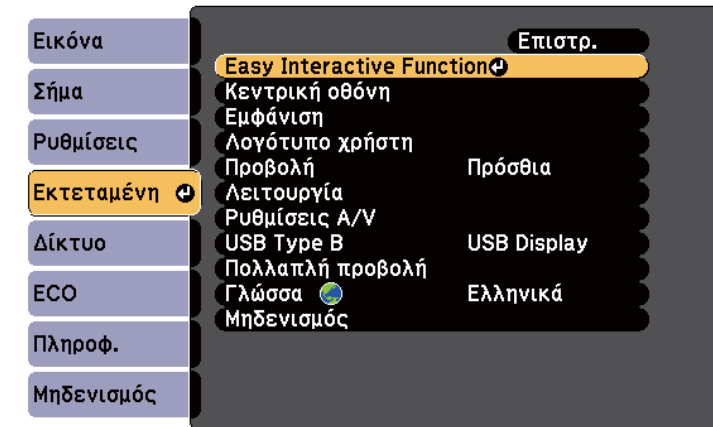 Εικόνα
Σήμα
Ρυθμίσεις
Εκτεταμένη
Δίκτυο
ECO
Πληροφ.
Μηδενισμός
Επιστρ.
Easy Interactive Function
Κεντρική οθόνη
Εμφάνιση
Λογότυπο χρήστη
Προβολή Πρόσθια
Λειτουργία
Ρυθμίσεις A/V
USB Type B USB Display
Πολλαπλή προβολή
Γλώσσα Ελληνικά
Μηδενισμός